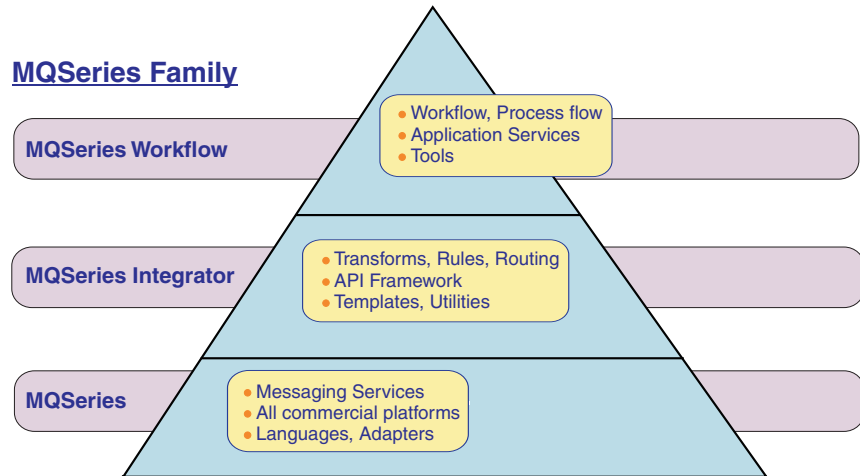 MQSeries Family
MQSeries Workflow
• Workflow, Process flow
• Application Services
• Tools
MQSeries Integrator
• Transforms, Rules, Routing
• API Framework
• Templates, Utilities
MQSeries
• Messaging Services
• All commercial platforms
• Languages, Adapters